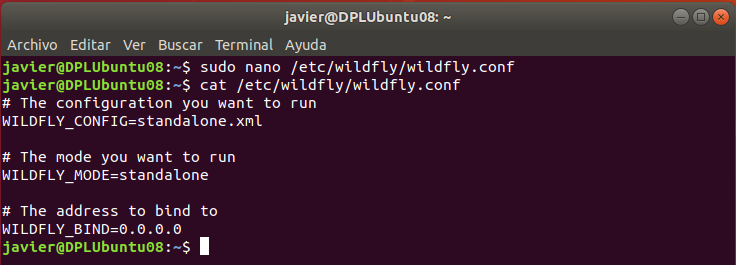 javier@DPLUbuntu08: ~
Archivo Editar Ver Buscar Terminal Ayuda
javier@DPLUbuntu08:~$ sudo nano /etc/wildfly/wildfly.conf
javier@DPLUbuntu08:~$ cat /etc/wildfly/wildfly.conf
# The configuration you want to run
WILDFLY_CONFIG=standalone.xml
# The mode you want to run
WILDFLY_MODE=standalone
# The address to bind to
WILDFLY_BIND=0.0.0.0
javier@DPLUbuntu08:~$